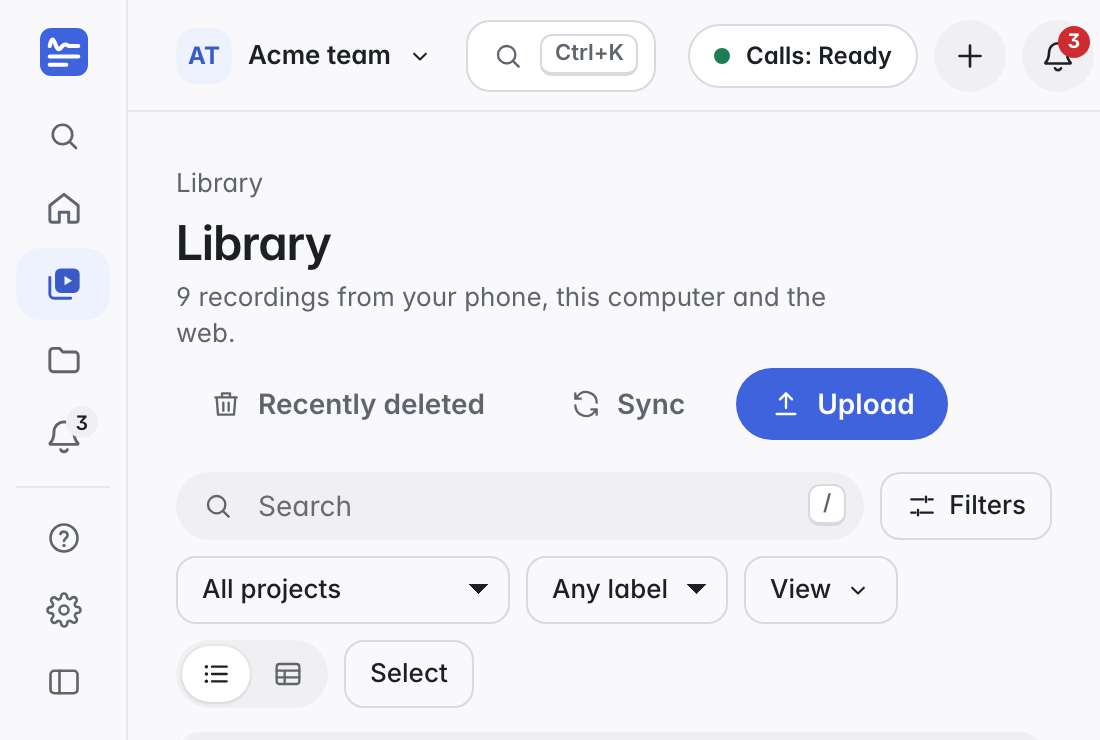 AT Acme team Ctrl+K Calls: Ready 3
Library
Library
9 recordings from your phone, this computer and the
web.
Recently deleted Sync Upload
3
Search / Filters
All projects Any label View
Select